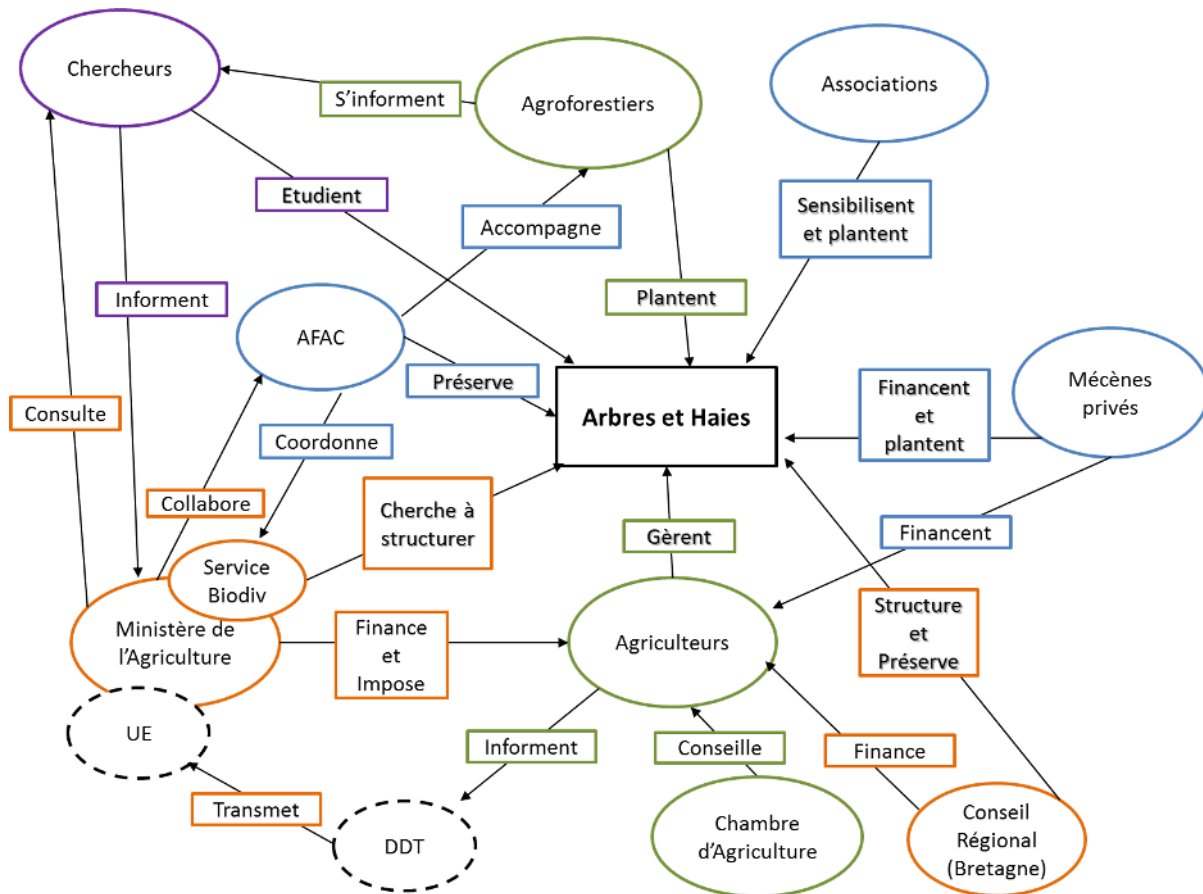 Chercheurs
S'informent
Agroforestiers
Associations
Etudient
Accompagne
Sensibilisent
et plantent
Informent
Plantent
AFAC
Préserve
Arbres et Haies
Financent
et
plantent
Mécènes
privés
Consulte
Coordonne
Collabore
Cherche à
structurer
Gèrent
Financent
Service
Biodiv
Ministère de
l'Agriculture
Finance
et
Impose
Agriculteurs
Structure
et
Préserve
UE
Informent
Conseille
Finance
Transmet
DDT
Chambre
d'Agriculture
Conseil
Régional
(Bretagne)